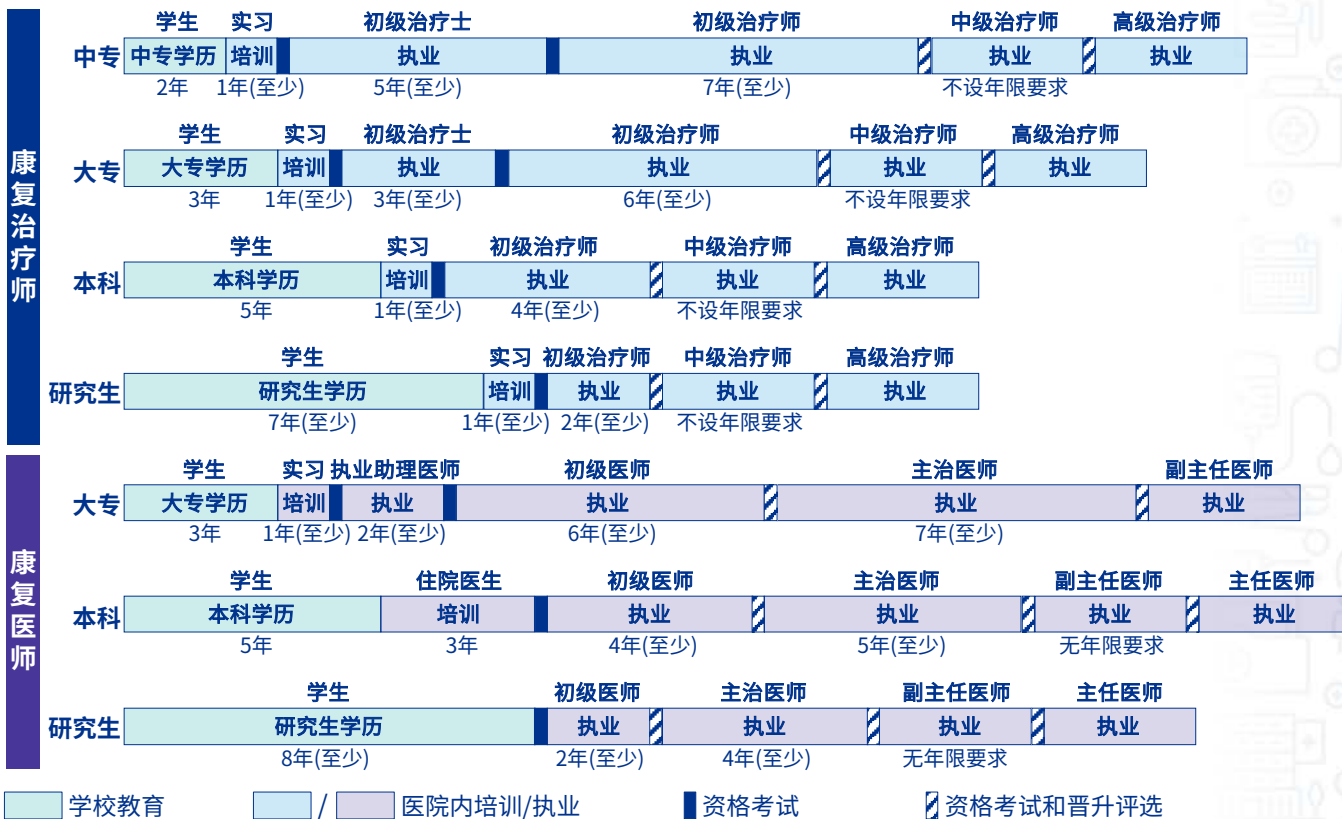 康复治疗师
学生 实习 初级治疗士 初级治疗师 中级治疗师 高级治疗师
中专 中专学历 培训 执业 执业 执业 执业
2年 1年(至少) 5年(至少) 7年(至少) 不设年限要求
学生 实习 初级治疗士 初级治疗师 中级治疗师 高级治疗师
大专 大专学历 培训 执业 执业 执业 执业
3年 1年(至少) 3年(至少) 6年(至少) 不设年限要求
学生 实习 初级治疗师 中级治疗师 高级治疗师
本科 本科学历 培训 执业 执业 执业
5年 1年(至少) 4年(至少) 不设年限要求
学生 实习 初级治疗师 中级治疗师 高级治疗师
研究生 研究生学历 培训 执业 执业 执业
7年(至少) 1年(至少) 2年(至少) 不设年限要求
康复医师
学生 实习 执业助理医师 初级医师 主治医师 副主任医师
大专 大专学历 培训 执业 执业 执业 执业
3年 1年(至少) 2年(至少) 6年(至少) 7年(至少)
学生 住院医生 初级医师 主治医师 副主任医师 主任医师
本科 本科学历 培训 执业 执业 执业 执业
5年 3年 4年(至少) 5年(至少) 无年限要求
学生 初级医师 主治医师 副主任医师 主任医师
研究生 研究生学历 执业 执业 执业 执业
8年(至少) 2年(至少) 4年(至少) 无年限要求
学校教育 / 医院内培训/执业 资格考试 资格考试和晋升评选